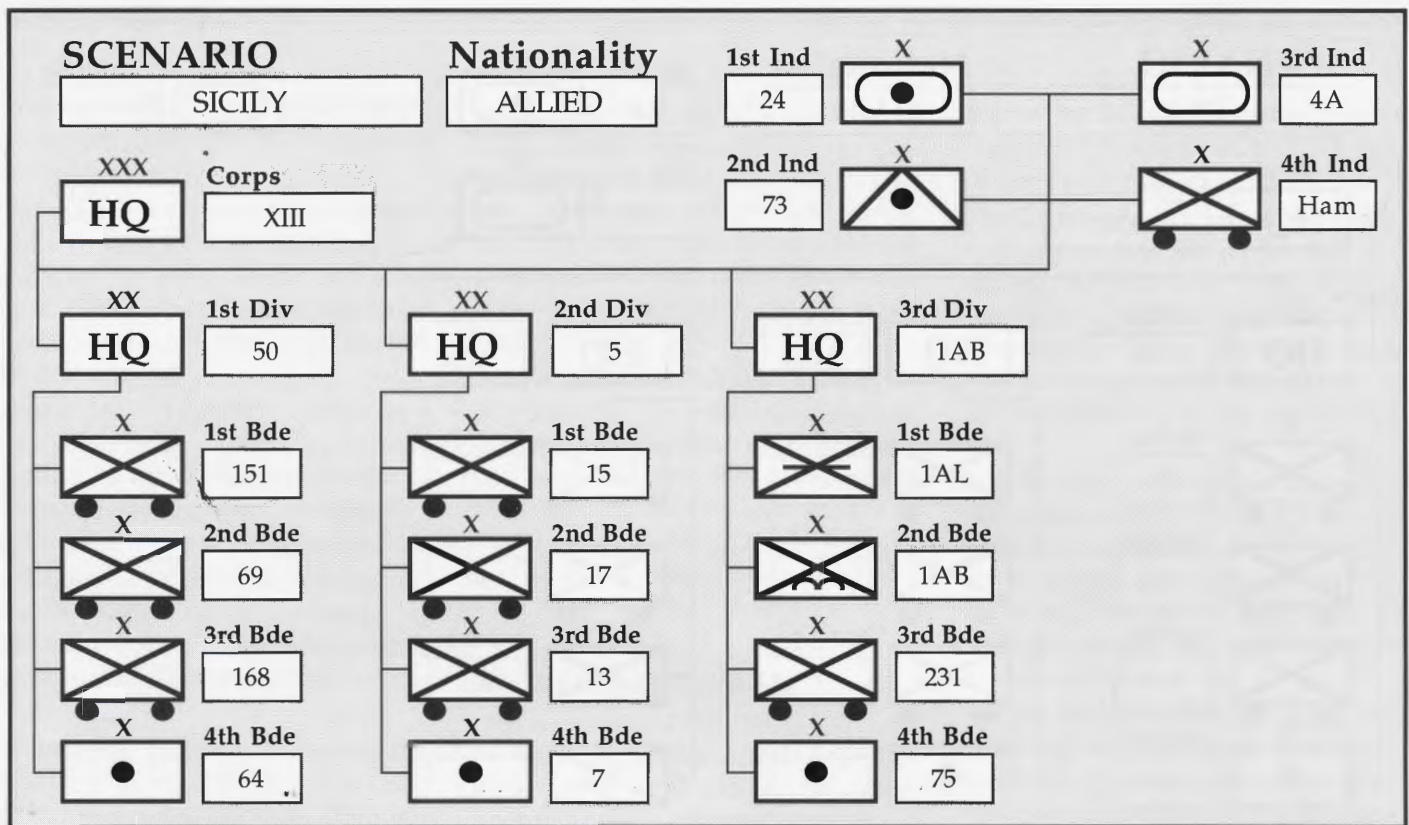 SCENARIO
SICILY
Nationality
ALLIED
1st Ind
24
X
X
3rd Ind
4A
2nd Ind
73
X
X
4th Ind
Ham
XXX
HQ
Corps
XIII
XX
HQ
1st Div
50
XX
HQ
2nd Div
5
XX
HQ
3rd Div
1AB
X
1st Bde
151
X
1st Bde
15
X
1st Bde
1AL
X
2nd Bde
69
X
2nd Bde
17
X
2nd Bde
1AB
X
3rd Bde
168
X
3rd Bde
13
X
3rd Bde
231
X
4th Bde
64
X
4th Bde
7
X
4th Bde
75